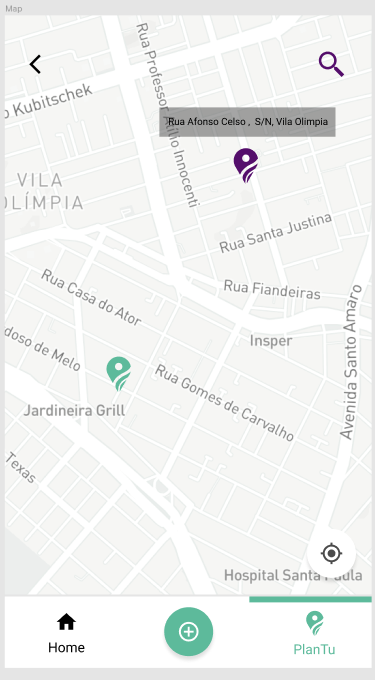 Map
Rua Professor Atílio Innocenti
o Kubitschek
Rua Afonso Celso , S/N, Vila Olimpia
VILA
OLÍMPIA
Rua Santa Justina
Rua Casa do Ator
Rua Fiandeiras
Avenida Santo Amaro
Insper
doso de Melo
Rua Gomes de Carvalho
Jardineira Grill
Texas
Hospital Santa Paula
Home
PlanTu